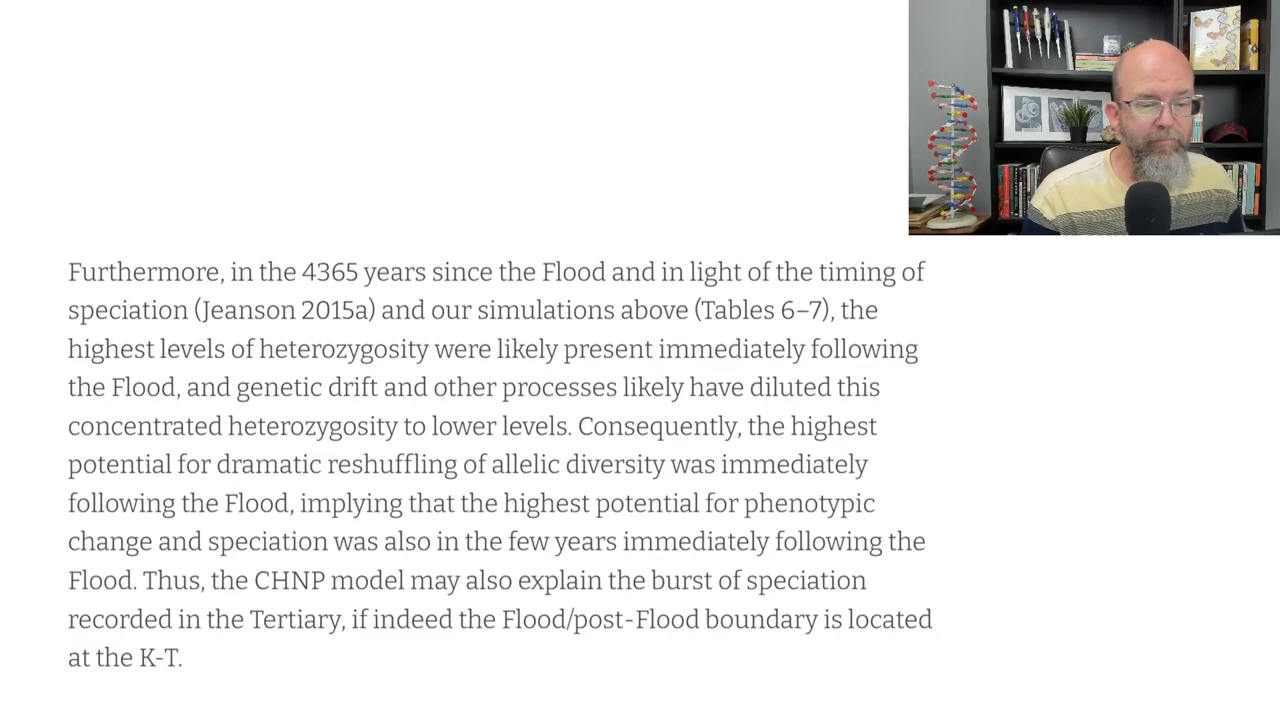 Furthermore, in the 4365 years since the Flood and in light of the timing of
speciation (Jeanson 2015a) and our simulations above (Tables 6–7), the
highest levels of heterozygosity were likely present immediately following
the Flood, and genetic drift and other processes likely have diluted this
concentrated heterozygosity to lower levels. Consequently, the highest
potential for dramatic reshuffling of allelic diversity was immediately
following the Flood, implying that the highest potential for phenotypic
change and speciation was also in the few years immediately following the
Flood. Thus, the CHNP model may also explain the burst of speciation
recorded in the Tertiary, if indeed the Flood/post-Flood boundary is located
at the K-T.